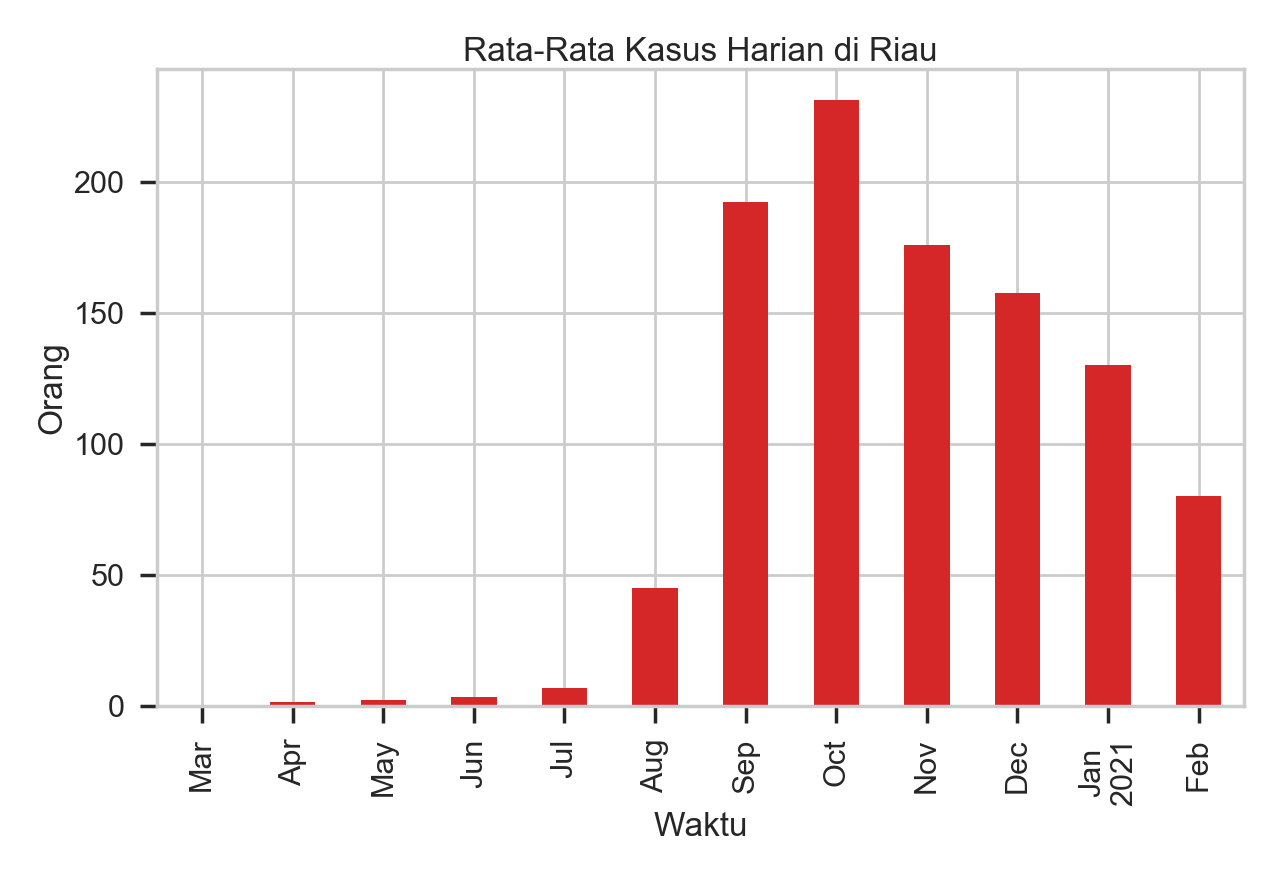 Rata-Rata Kasus Harian di Riau
Orang
200
150
100
50
0
Mar
Apr
May
Jun
Jul
Aug
Sep
Oct
Nov
Dec
Jan
2021
Feb
Waktu